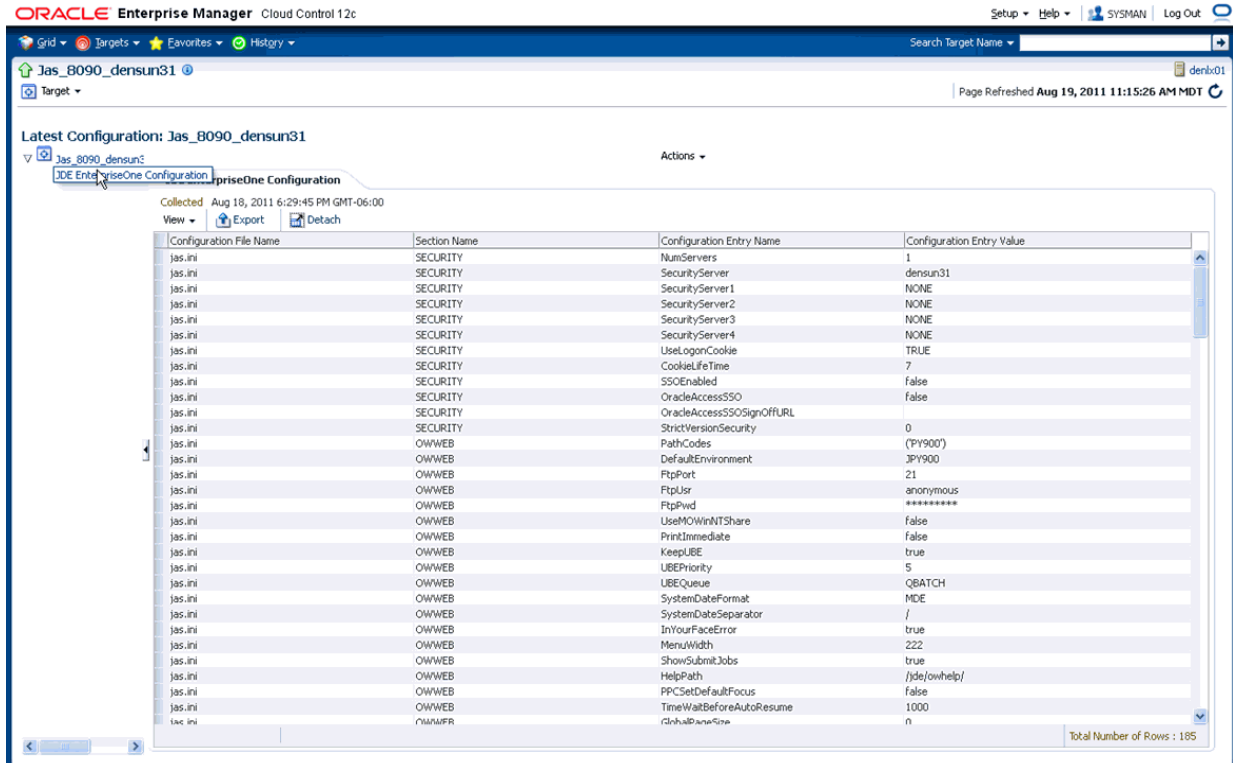 ORACLE Enterprise Manager Cloud Control 12c Setup Help SYSMAN Log Out
Grid Targets Favorites History Search Target Name
Jas_8090_densun31 denlx01
Target Page Refreshed Aug 19, 2011 11:15:26 AM MDT
Latest Configuration: Jas_8090_densun31
Jas_8090_densun3 Actions
JDE EnterpriseOne Configuration
erpriseOne Configuration
Collected Aug 18, 2011 6:29:45 PM GMT-06:00
View Export Detach
Configuration File Name Section Name Configuration Entry Name Configuration Entry Value
jas.ini SECURITY NumServers 1
jas.ini SECURITY SecurityServer densun31
jas.ini SECURITY SecurityServer1 NONE
jas.ini SECURITY SecurityServer2 NONE
jas.ini SECURITY SecurityServer3 NONE
jas.ini SECURITY SecurityServer4 NONE
jas.ini SECURITY UseLogonCookie TRUE
jas.ini SECURITY CookieLifeTime 7
jas.ini SECURITY SSOEnabled false
jas.ini SECURITY OracleAccessSSO false
jas.ini SECURITY OracleAccessSSOSignOffURL
jas.ini SECURITY StrictVersionSecurity 0
jas.ini OWWEB PathCodes ('PY900')
jas.ini OWWEB DefaultEnvironment JPY900
jas.ini OWWEB FtpPort 21
jas.ini OWWEB FtpUsr anonymous
jas.ini OWWEB FtpPwd *********
jas.ini OWWEB UseMOWinNTShare false
jas.ini OWWEB PrintImmediate false
jas.ini OWWEB KeepUBE true
jas.ini OWWEB UBEPriority 5
jas.ini OWWEB UBEQueue QBATCH
jas.ini OWWEB SystemDateFormat MDE
jas.ini OWWEB SystemDateSeparator /
jas.ini OWWEB InYourFaceError true
jas.ini OWWEB MenuWidth 222
jas.ini OWWEB ShowSubmitJobs true
jas.ini OWWEB HelpPath /jde/owhelp/
jas.ini OWWEB PPCSetDefaultFocus false
jas.ini OWWEB TimeWaitBeforeAutoResume 1000
jas.ini OWWEB GlobalPageSize 0
Total Number of Rows : 185